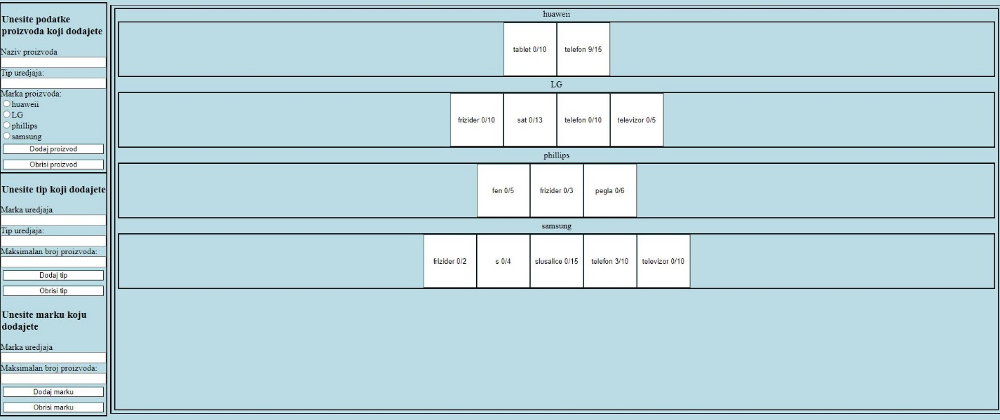 Unesite podatke
proizvoda koji dodajete
Naziv proizvoda
Tip uredjaja:
Marka proizvoda:
huaweii
LG
phillips
samsung
Dodaj proizvod
Obrisi proizvod
Unesite tip koji dodajete
Marka uredjaja
Tip uredjaja:
Maksimalan broj proizvoda:
Dodaj tip
Obrisi tip
Unesite marku koju
dodajete
Marka uredjaja
Maksimalan broj proizvoda:
Dodaj marku
Obrisi marku
huaweii
tablet 0/10 telefon 9/15
LG
frizider 0/10 sat 0/13 telefon 0/10 televizor 0/5
phillips
fen 0/5 frizider 0/3 pegla 0/6
samsung
frizider 0/2 s 0/4 slusalice 0/15 telefon 3/10 televizor 0/10